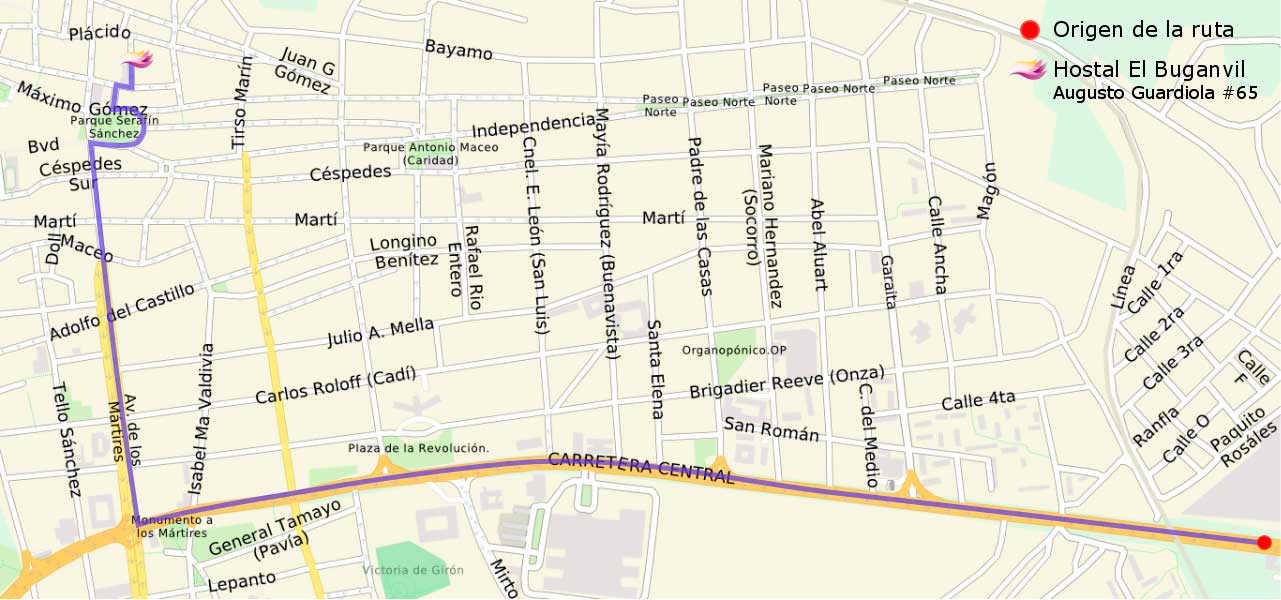 Origen de la ruta
Hostal El Buganvil
Augusto Guardiola #65
Plácido
Juan G
Gómez
Bayamo
Tirso Marín
Máximo Gómez
Parque Serafín
Sánchez
Bvd
Céspedes
Sur
Paseo Norte
Paseo Norte
Paseo
Norte
Paseo Norte
Paseo
Norte
Independencia
Parque Antonio Maceo
(Caridad)
Céspedes
Martí
Martí
Martí
Maceo
Dollo
Longino
Benítez
Rafael Rio
Entero
Cnel. E. León (San Luis)
Mayía Rodríguez (Buenavista)
Padre de las Casas
Mariano Hernandez
(Socorro)
Abel Aluart
Garaita
Calle Ancha
Magón
Línea
Calle 1ra
Calle 2ra
Calle 3ra
Calle
F
Adolfo del Castillo
Julio A. Mella
Carlos Roloff (Cadí)
Isabel Ma. Valdivia
Santa Elena
Organopónico.OP
Brigadier Reeve (Onza)
C. del Medio
Calle 4ta
Ranfla
Calle O
Paquito
Rosáles
San Román
Tello Sánchez
Av. de los
Mártires
Plaza de la Revolución.
CARRETERA CENTRAL
Monumento a
los Mártires
General Tamayo
(Pavía)
Lepanto
Victoria de Girón
Mirto